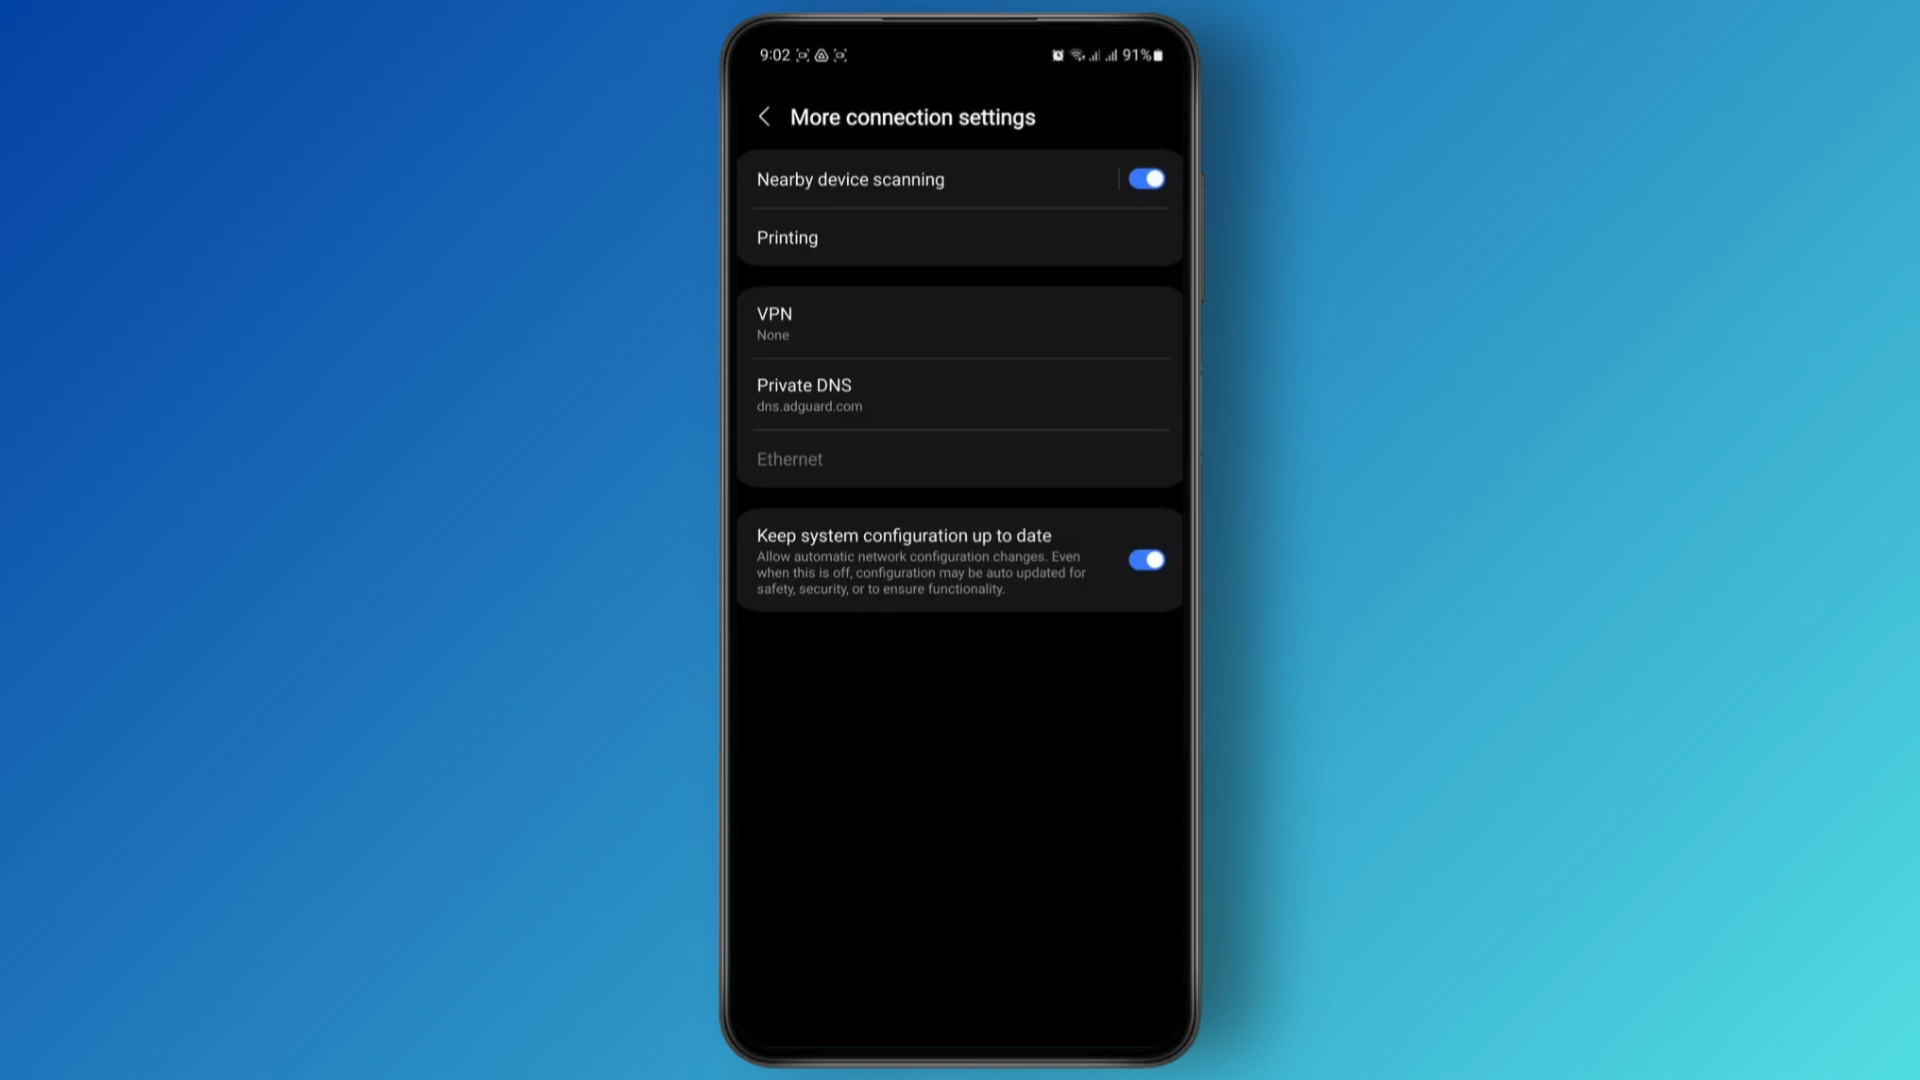 9:02 91%
More connection settings
Nearby device scanning
Printing
VPN
None
Private DNS
dns.adguard.com
Ethernet
Keep system configuration up to date
Allow automatic network configuration changes. Even
when this is off, configuration may be auto updated for
safety, security, or to ensure functionality.